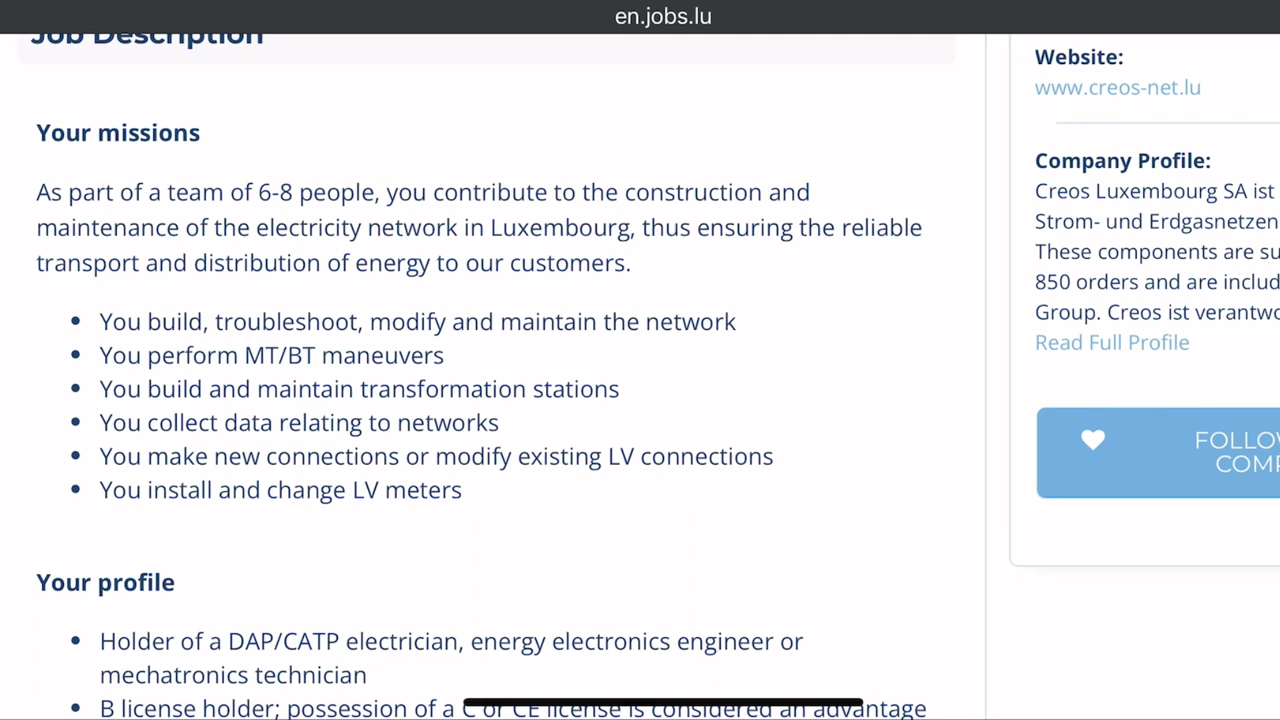 en.jobs.lu
Job Description
Your missions
As part of a team of 6-8 people, you contribute to the construction and
maintenance of the electricity network in Luxembourg, thus ensuring the reliable
transport and distribution of energy to our customers.
• You build, troubleshoot, modify and maintain the network
• You perform MT/BT maneuvers
• You build and maintain transformation stations
• You collect data relating to networks
• You make new connections or modify existing LV connections
• You install and change LV meters
Your profile
• Holder of a DAP/CATP electrician, energy electronics engineer or
mechatronics technician
• B license holder; possession of a C or CE license is considered an advantage
Website:
www.creos-net.lu
Company Profile:
Creos Luxembourg SA ist
Strom- und Erdgasnetzen
These components are su
850 orders and are includ
Group. Creos ist verantwo
Read Full Profile
FOLLOW
COMP